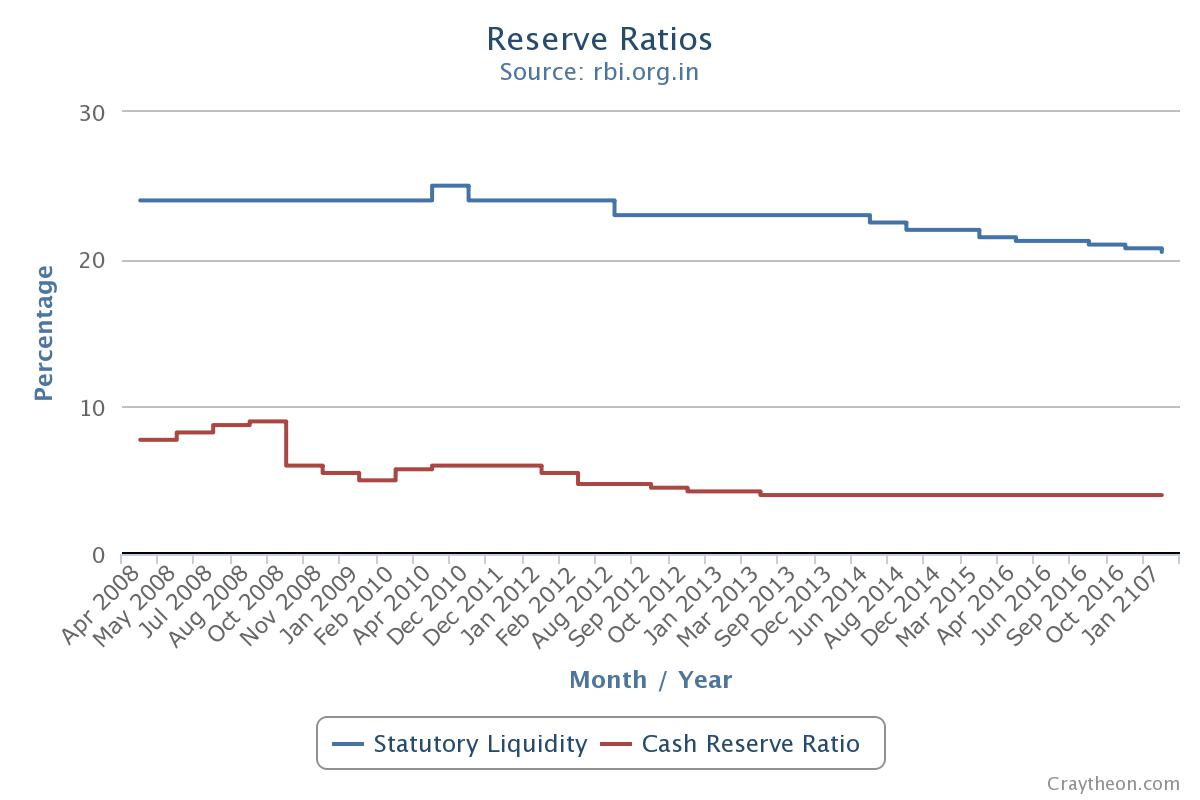 Reserve Ratios
Source: rbi.org.in
30
20
10
0
Percentage
Apr 2008
May 2008
Jul 2008
Aug 2008
Oct 2008
Nov 2008
Jan 2009
Feb 2010
Apr 2010
Dec 2010
Dec 2011
Jan 2012
Feb 2012
Aug 2012
Sep 2012
Oct 2012
Jan 2013
Mar 2013
Sep 2013
Dec 2013
Jun 2014
Aug 2014
Dec 2014
Mar 2015
Apr 2016
Jun 2016
Sep 2016
Oct 2016
Jan 2107
Month / Year
Statutory Liquidity Cash Reserve Ratio
Craytheon.com